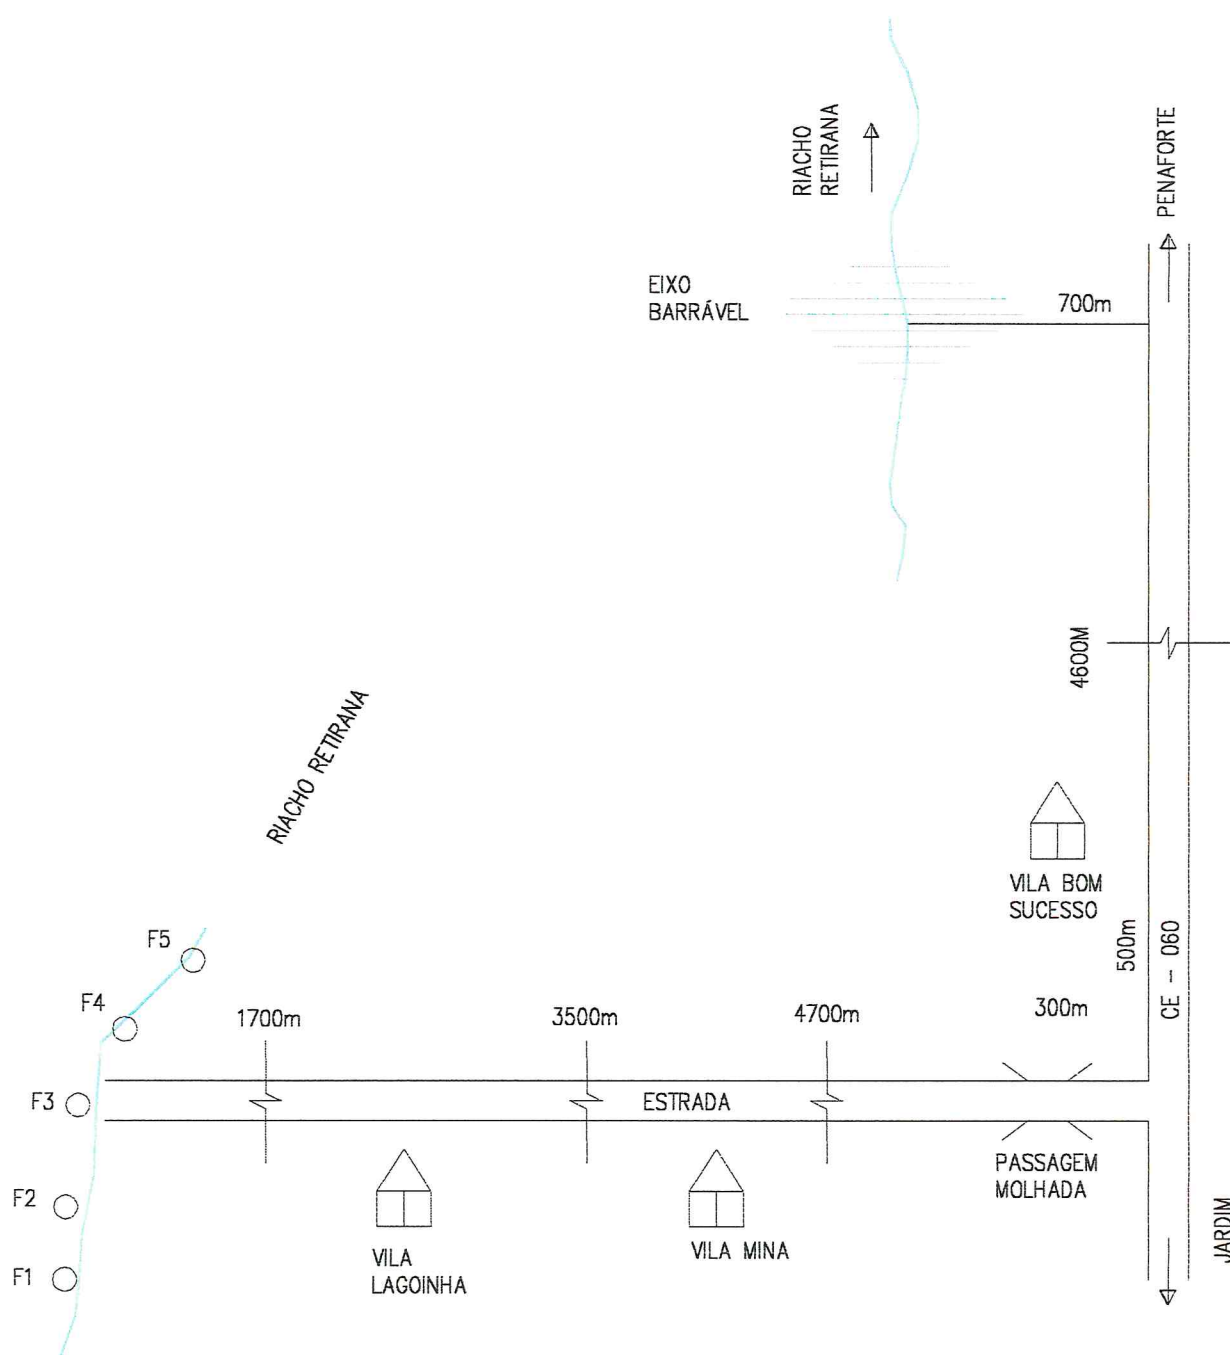 RIACHO
RETIRANA
PENAFORTE
EIXO
BARRÁVEL
700m
4600M
RIACHO RETIRANA
VILA BOM
SUCESSO
500m
CE - 060
F5
F4
1700m
3500m
4700m
300m
F3
ESTRADA
PASSAGEM
MOLHADA
F2
VILA
LAGOINHA
VILA MINA
JARDIM
F1